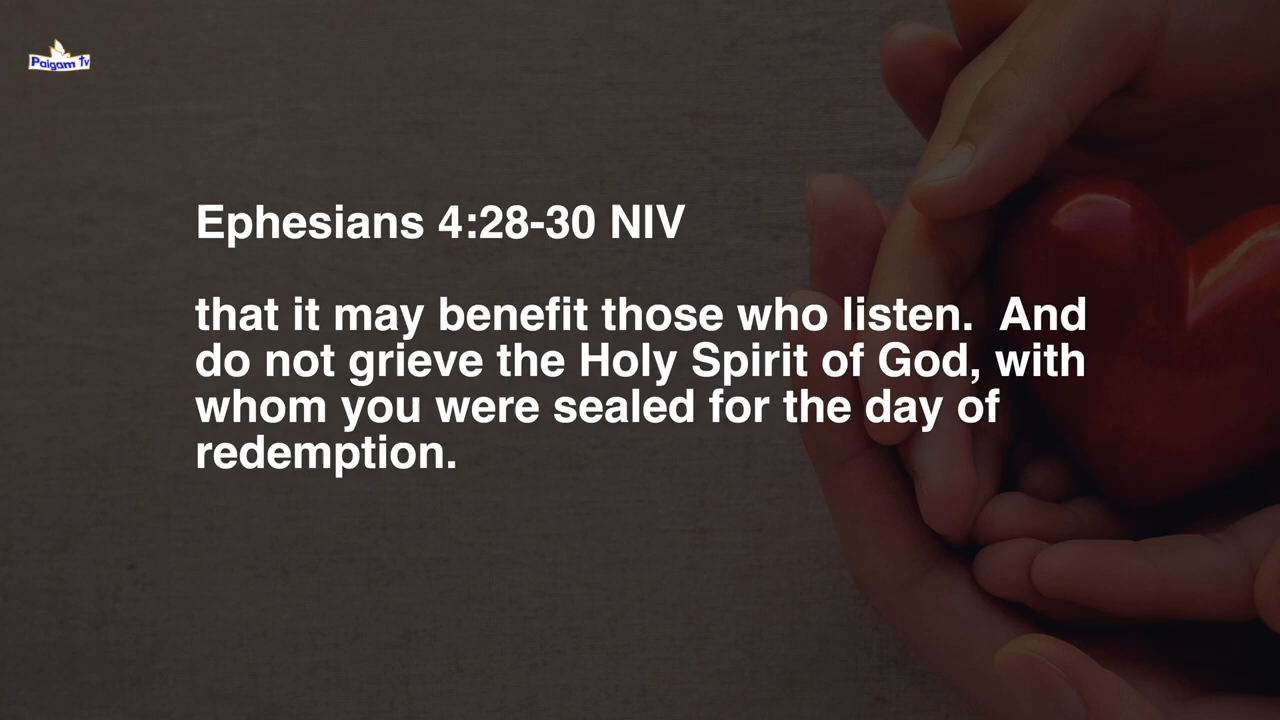 Paigam Tv
Ephesians 4:28-30 NIV
that it may benefit those who listen.  And
do not grieve the Holy Spirit of God, with
whom you were sealed for the day of
redemption.